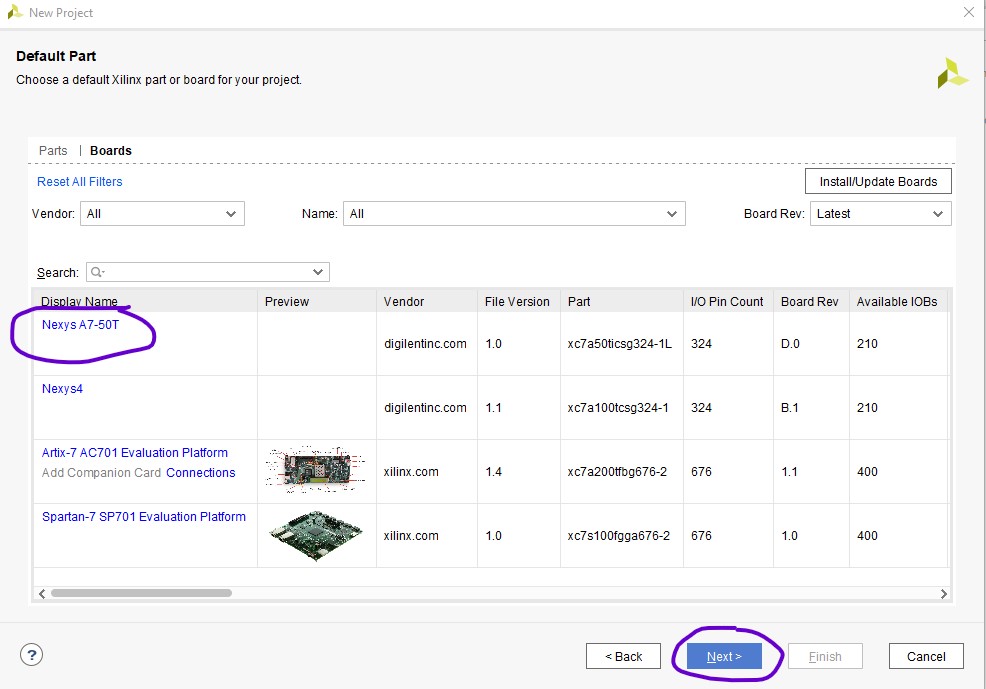 New Project
Default Part
Choose a default Xilinx part or board for your project.
Parts | Boards
Reset All Filters
Install/Update Boards
Vendor: All Name: All Board Rev: Latest
Search:
Display Name Preview Vendor File Version Part I/O Pin Count Board Rev Available IOBs
Nexys A7-50T
digilentinc.com 1.0 xc7a50ticsg324-1L 324 D.0 210
Nexys4
digilentinc.com 1.1 xc7a100tcsg324-1 324 B.1 210
Artix-7 AC701 Evaluation Platform
Add Companion Card Connections
xilinx.com 1.4 xc7a200tfbg676-2 676 1.1 400
Spartan-7 SP701 Evaluation Platform
xilinx.com 1.0 xc7s100fgga676-2 676 1.0 400
? < Back Next > Finish Cancel